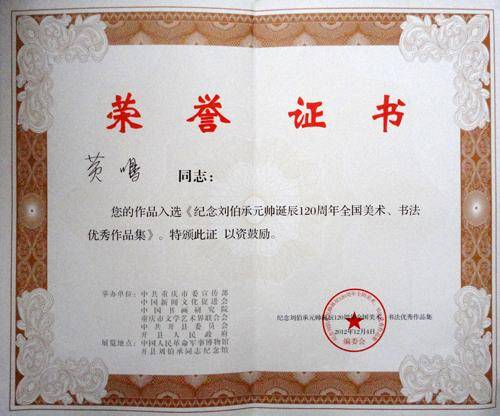 荣誉证书
黄鸣 同志：
您的作品入选《纪念刘伯承元帅诞辰120周年全国美术、书法
优秀作品集》。特颁此证 以资鼓励。
举办单位：中共重庆市委宣传部
中国新闻文化促进会
中国书画研究院
重庆市文学艺术界联合会
中共开县委员会
开县人民政府
展览地点：中国人民革命军事博物馆
开县刘伯承同志纪念馆
纪念刘伯承元帅诞辰120周年全国美术、书法优秀作品集
2012年12月4日
编委会